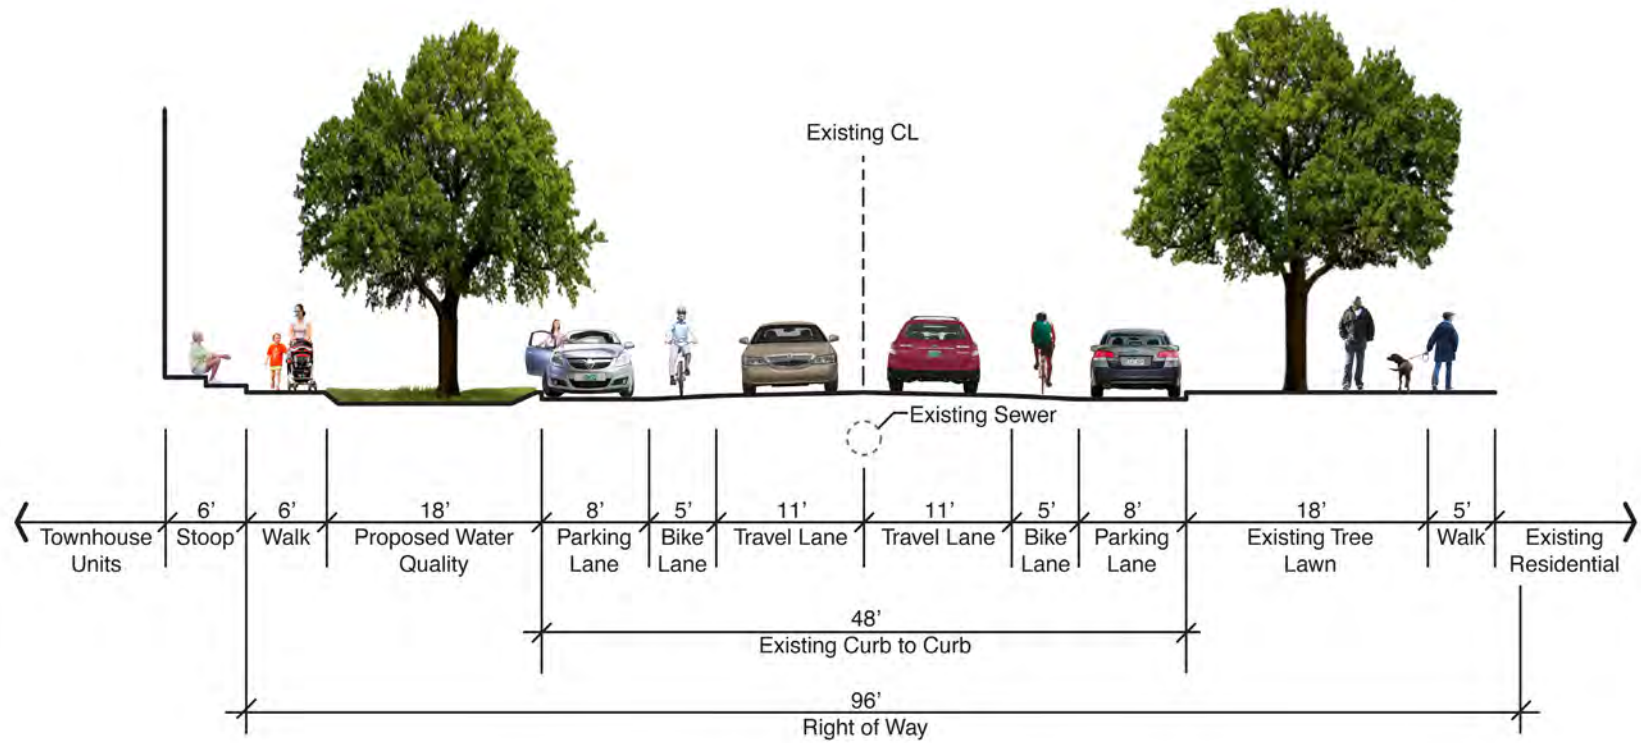 Existing CL
Existing Sewer
6’ 6’ 18’ 8’ 5’ 11’ 11’ 5’ 8’ 18’ 5’
Townhouse Units
Stoop
Walk
Proposed Water Quality
Parking Lane
Bike Lane
Travel Lane
Travel Lane
Bike Lane
Parking Lane
Existing Tree Lawn
Walk
Existing Residential
48’
Existing Curb to Curb
96’
Right of Way